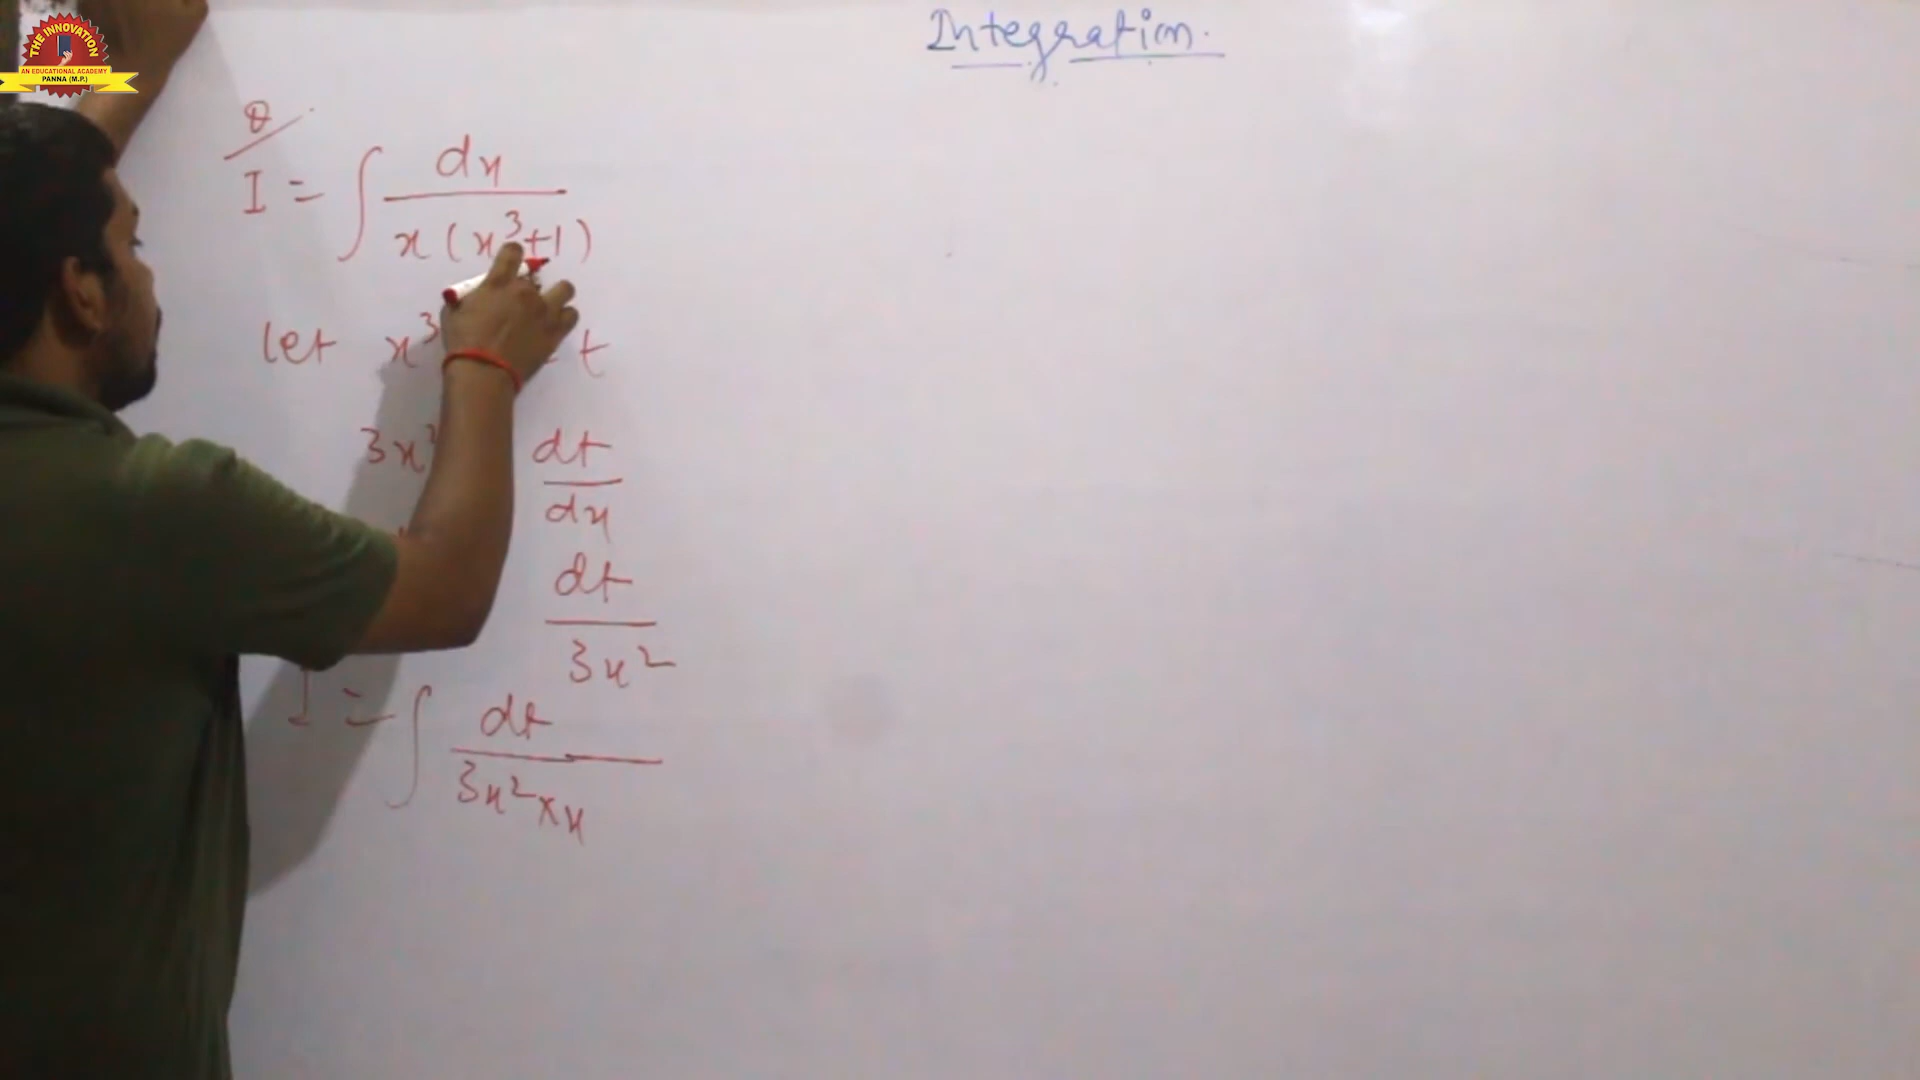 THE INNOVATION
AN EDUCATIONAL ACADEMY
PANNA (M.P.)
Integration.
Q
I = ∫ dx
x (x³+1)
let x³ t
3x² dt
dx
dt
3x²
I = ∫ dt
3x² × x